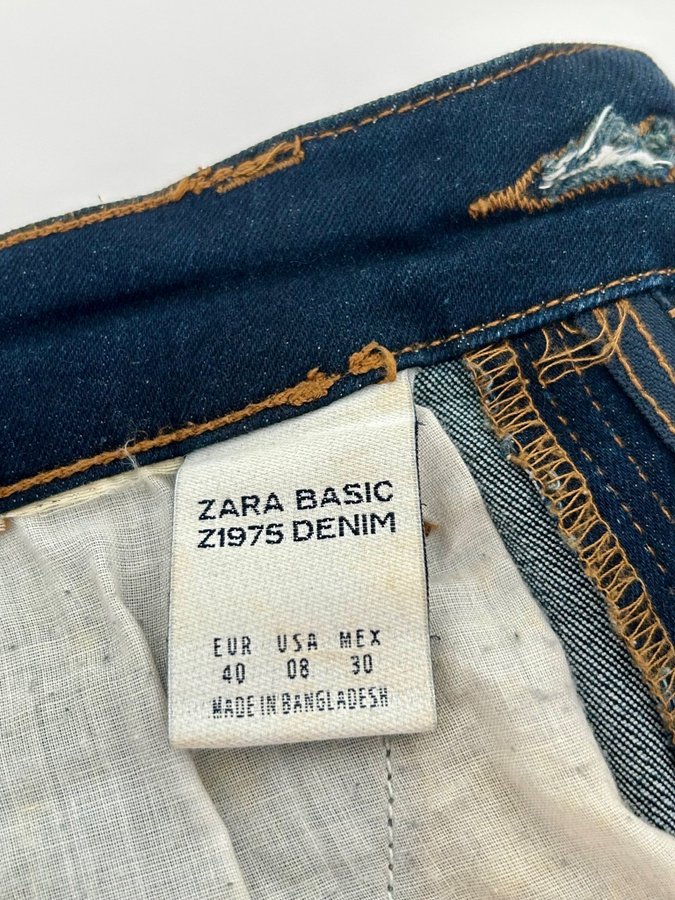 ZARA BASIC
Z1975 DENIM
EUR USA MEX
40 08 30
MADE IN BANGLADESH